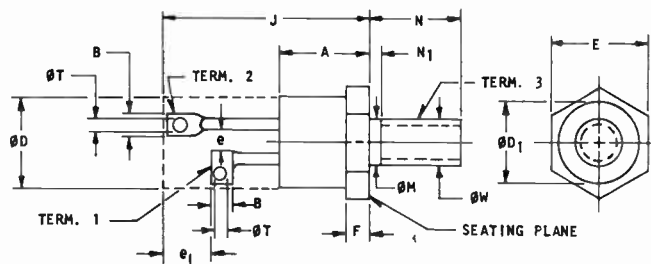 J
N
B
A
N1
E
ØT
TERM. 2
TERM. 3
ØD
e
ØD1
TERM. 1
B
ØM
ØW
ØT
F
SEATING PLANE
e1